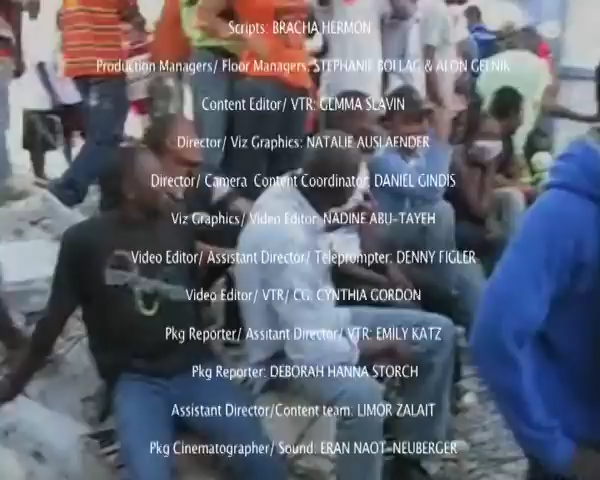 Scripts: BRACHA HERMON
Production Managers/ Floor Managers: STEPHANIE BOLLAG & ALON GELNIK
Content Editor/ VTR: GEMMA SLAVIN
Director/ Viz Graphics: NATALIE AUSLAENDER
Director/ Camera Content Coordinator: DANIEL GINDIS
Viz Graphics/ Video Editor: NADINE ABU-TAYEH
Video Editor/ Assistant Director/ Teleprompter: DENNY FIGLER
Video Editor/ VTR/ CG: CYNTHIA GORDON
Pkg Reporter/ Assitant Director/ VTR: EMILY KATZ
Pkg Reporter: DEBORAH HANNA STORCH
Assistant Director/Content team: LIMOR ZALAIT
Pkg Cinematographer/ Sound: ERAN NAOT-NEUBERGER